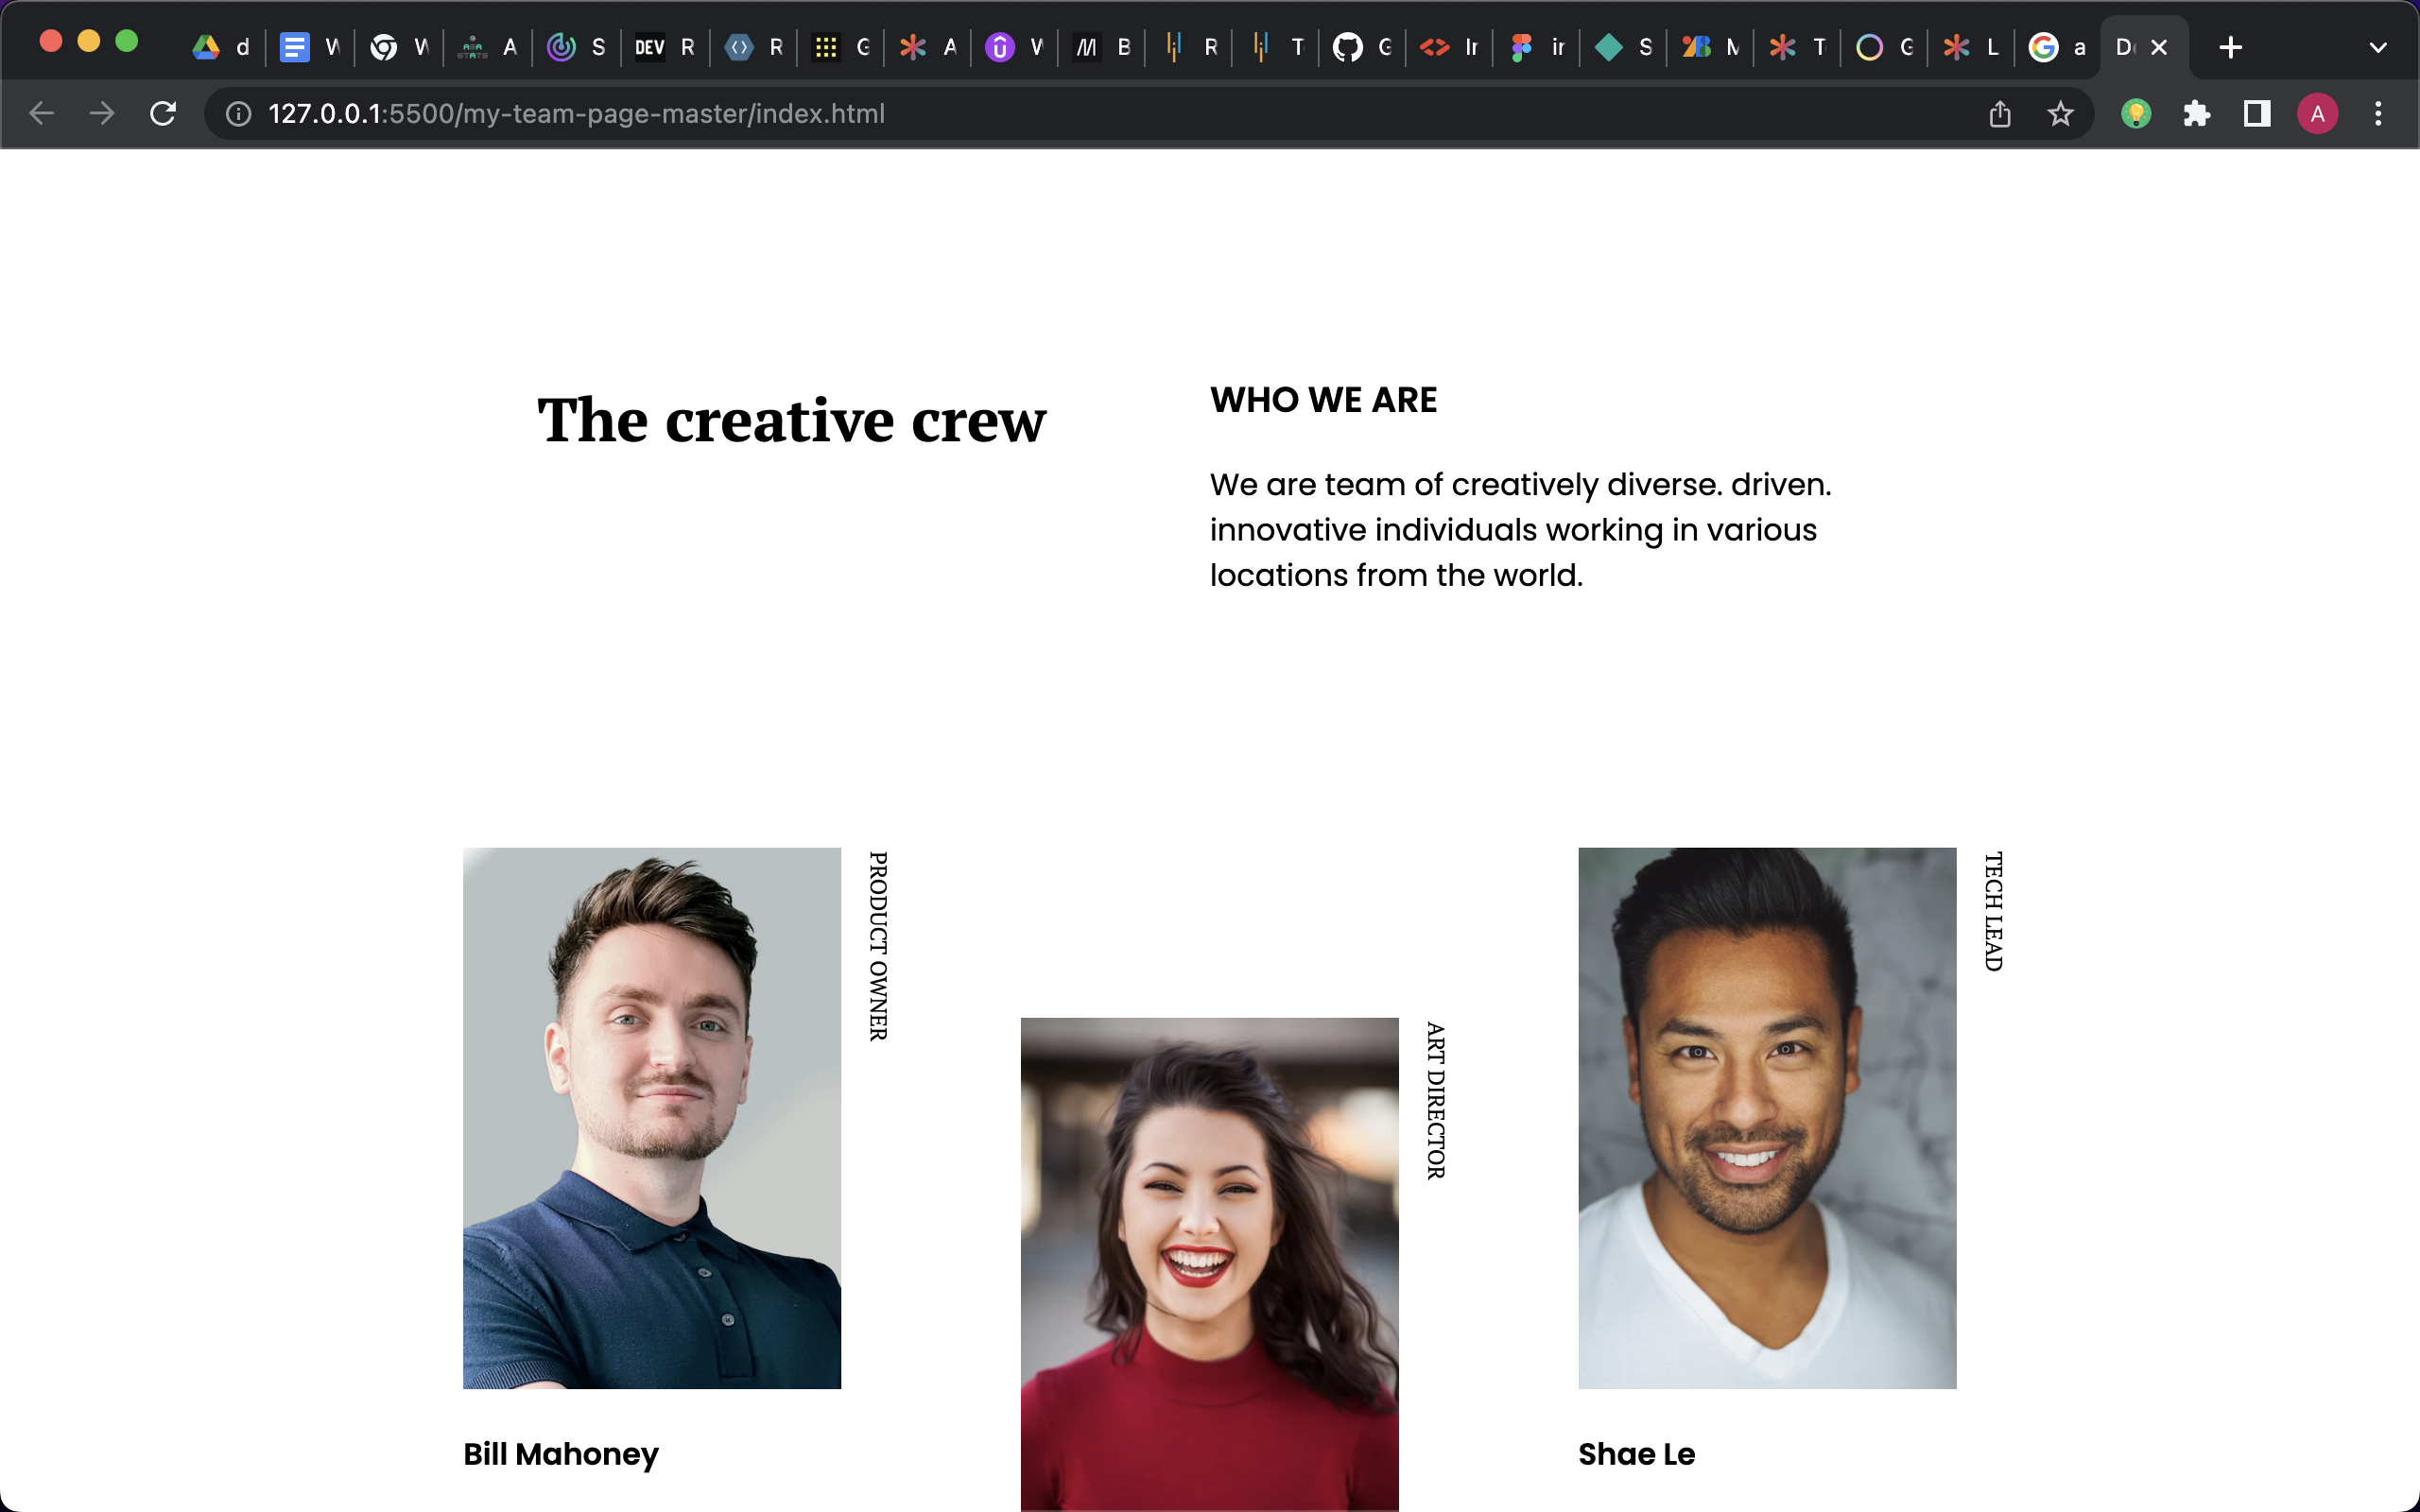 d W W A S DEV R R G A V B R T G Ir ir S M T G L a D
127.0.0.1:5500/my-team-page-master/index.html
A
The creative crew
WHO WE ARE
We are team of creatively diverse. driven.
innovative individuals working in various
locations from the world.
PRODUCT OWNER
ART DIRECTOR
TECH LEAD
Bill Mahoney
Shae Le